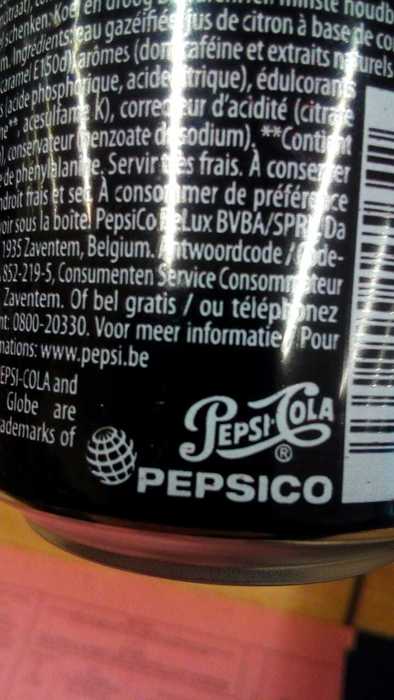 schenken. Koel en droog
Ingrédients: eau gazéifiée, jus de citron à base de
caramel E150d), arômes (dont caféine et extraits naturels
(acide phosphorique, acide citrique), édulcorants
acesulfame K), correcteur d'acidité (citrate
conservateur (benzoate de sodium). **Contient
de phénylalanine. Servir très frais. À conserver
endroit frais et sec. À consommer de préférence
voir sous la boîte. PepsiCo BeLux BVBA/SPRL Da
1935 Zaventem, Belgium. Antwoordcode / Code-
852-219-5, Consumenten Service Consommateur
Zaventem. Of bel gratis / ou téléphonez
0800-20330. Voor meer informatie / Pour
www.pepsi.be
PEPSI-COLA and
Globe are
trademarks of
PEPSI-COLA
®
PEPSICO